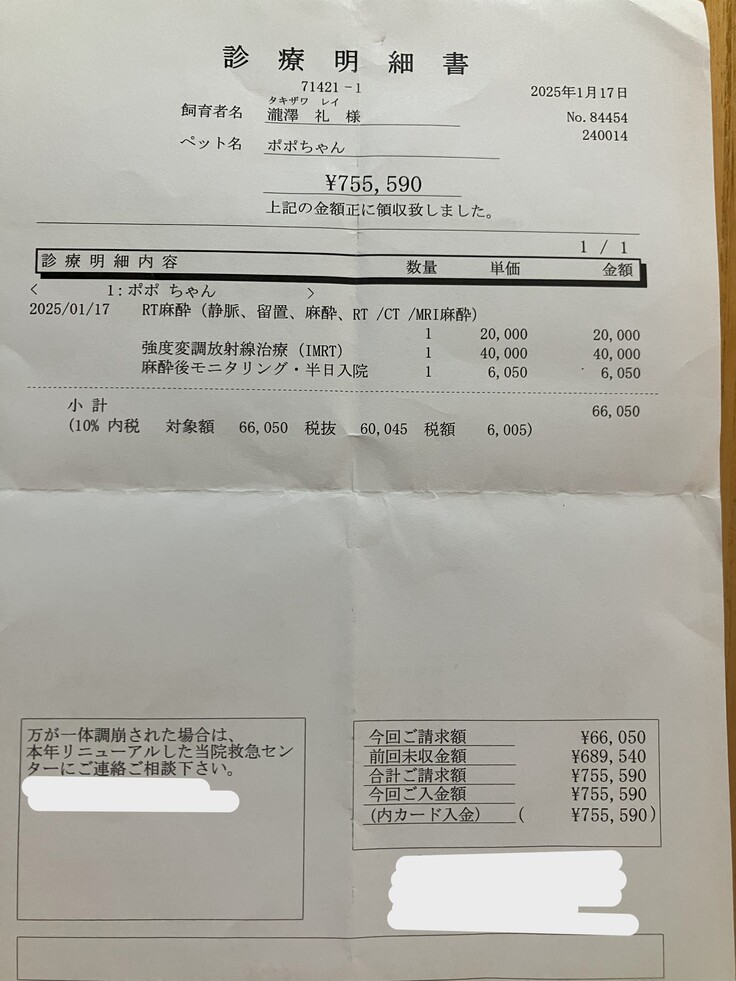 診療明細書
71421-1
2025年1月17日
タキザワ レイ
飼育者名 瀧澤 礼 様
No.84454
240014
ペット名 ポポちゃん
¥755,590
上記の金額正に領収致しました。
1 / 1
診療明細内容 数量 単価 金額
< 1:ポポ ちゃん >
2025/01/17 RT麻酔 (静脈、留置、麻酔、RT /CT /MRI麻酔)
1 20,000 20,000
強度変調放射線治療 (IMRT) 1 40,000 40,000
麻酔後モニタリング・半日入院 1 6,050 6,050
小 計 66,050
(10% 内税 対象額 66,050 税抜 60,045 税額 6,005)
万が一体調崩された場合は、
本年リニューアルした当院救急セン
ターにご連絡ご相談下さい。
今回ご請求額 ¥66,050
前回未収金額 ¥689,540
合計ご請求額 ¥755,590
今回ご入金額 ¥755,590
(内カード入金) ( ¥755,590)